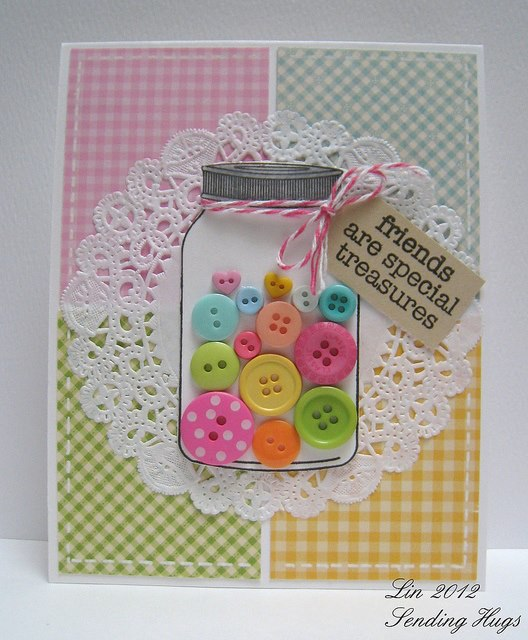 friends
are special
treasures
Lin 2012
Sending Hugs